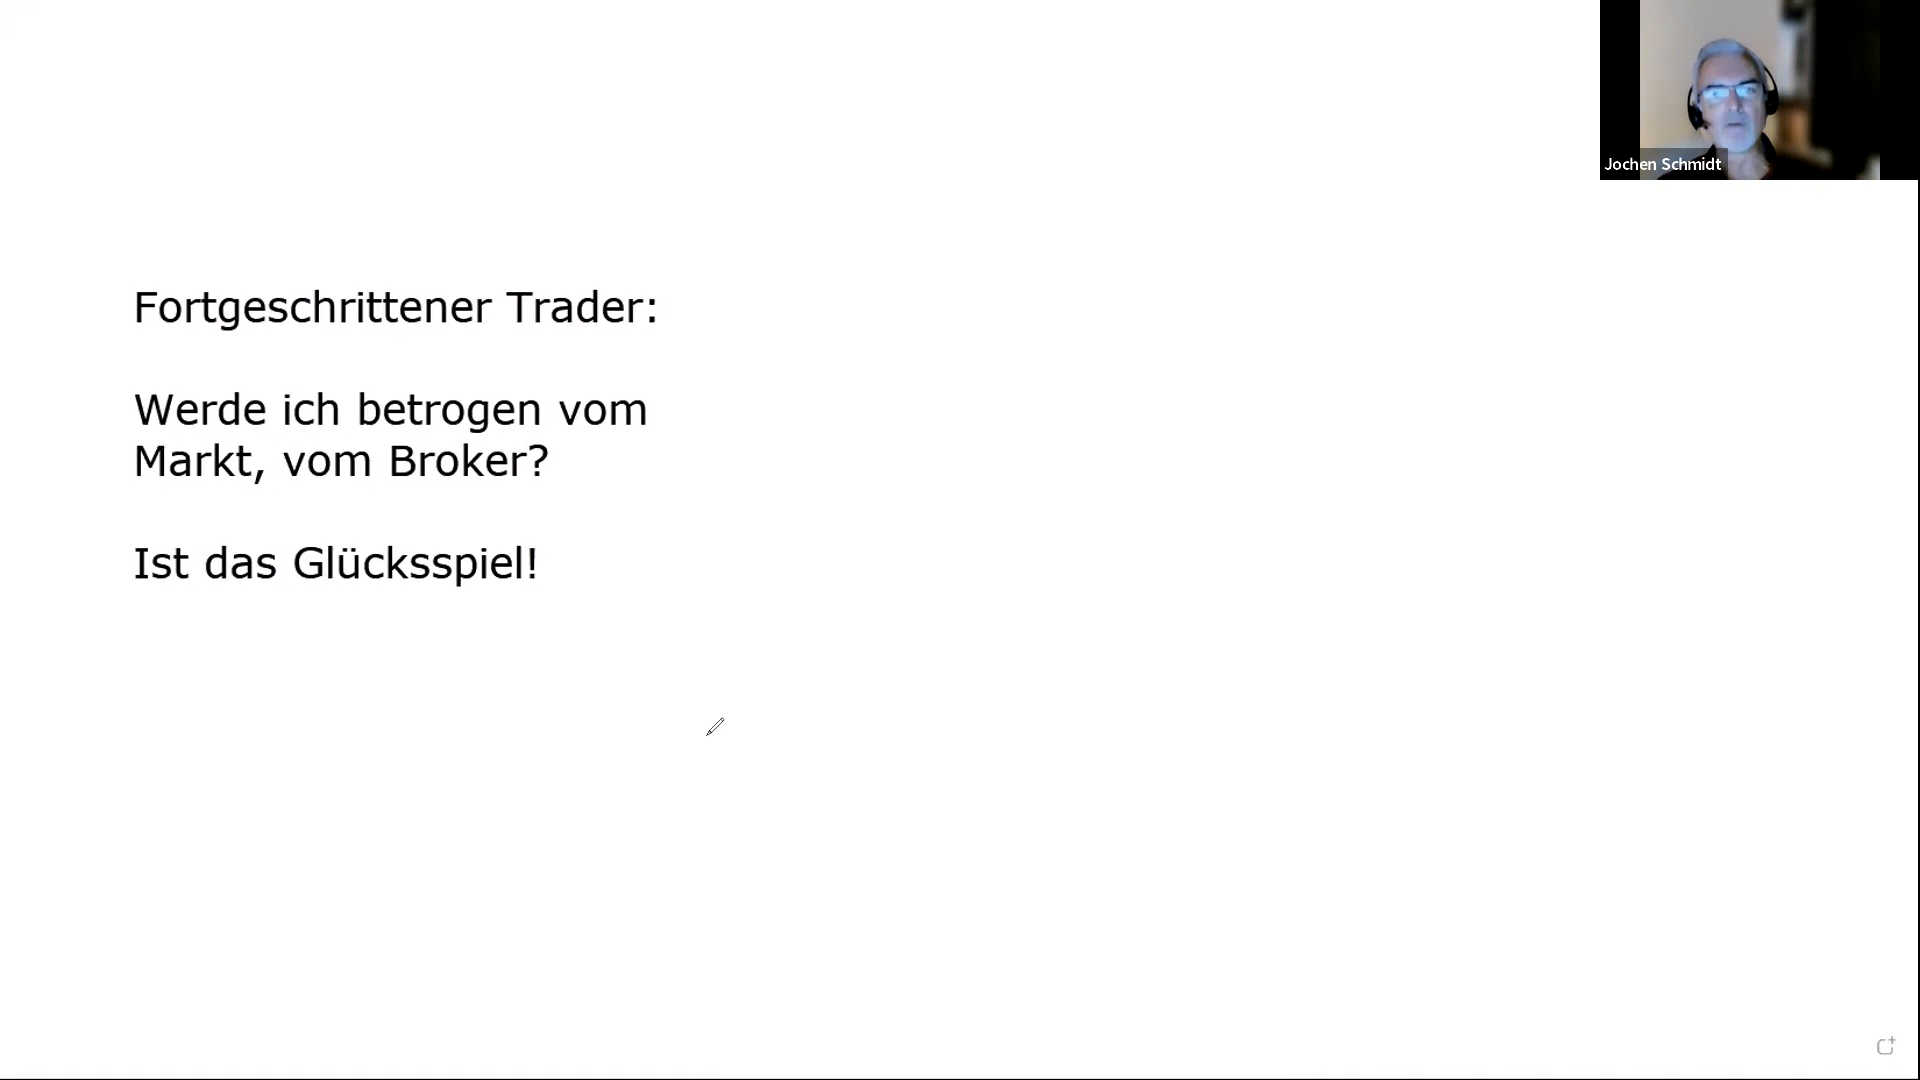 Jochen Schmidt
Fortgeschrittener Trader:
Werde ich betrogen vom
Markt, vom Broker?
Ist das Glücksspiel!